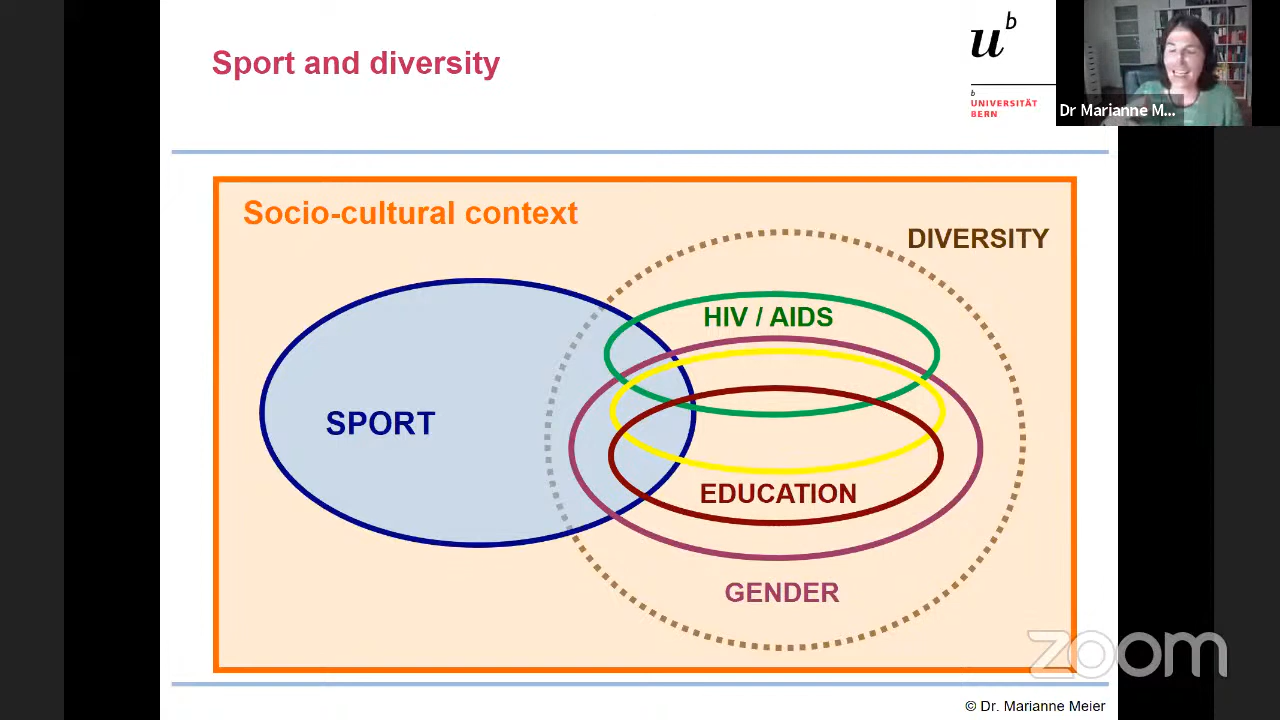 Sport and diversity
u b
b
UNIVERSITÄT
BERN
Dr Marianne M...
Socio-cultural context
DIVERSITY
HIV / AIDS
SPORT
EDUCATION
GENDER
zoom
© Dr. Marianne Meier